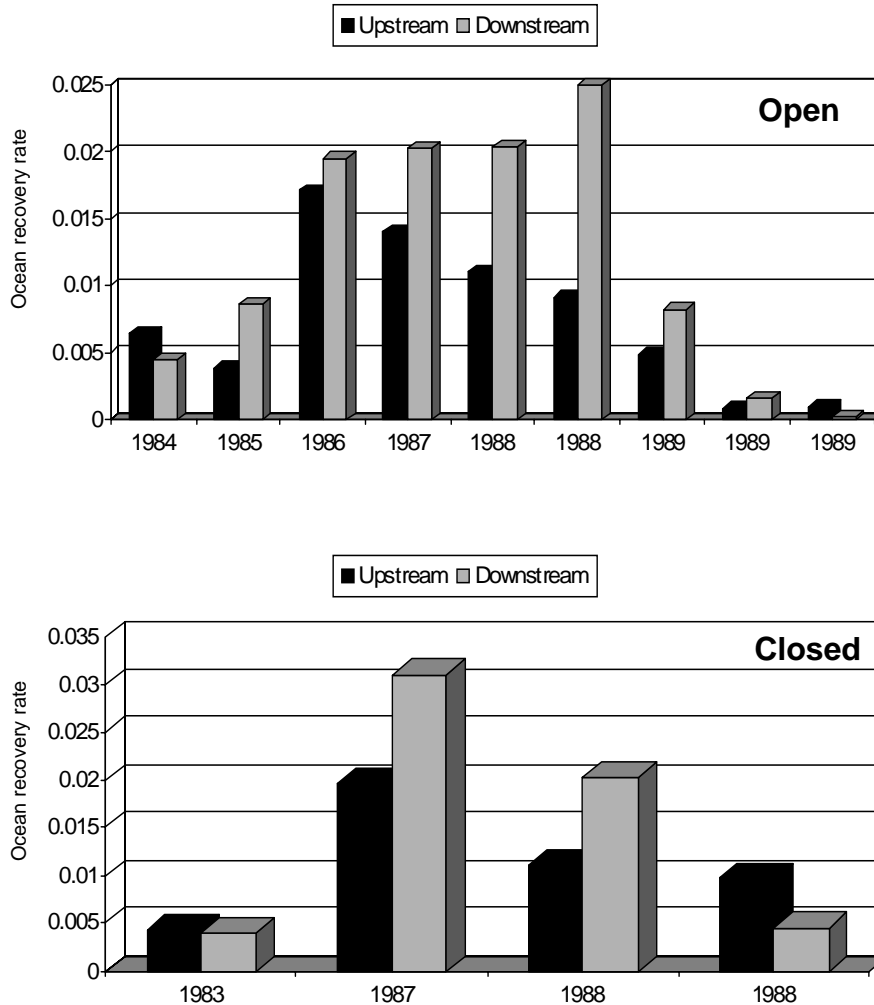 Upstream Downstream
Open
Ocean recovery rate
0.025
0.02
0.015
0.01
0.005
0
1984 1985 1986 1987 1988 1988 1989 1989 1989
Upstream Downstream
Closed
Ocean recovery rate
0.035
0.03
0.025
0.02
0.015
0.01
0.005
0
1983 1987 1988 1988